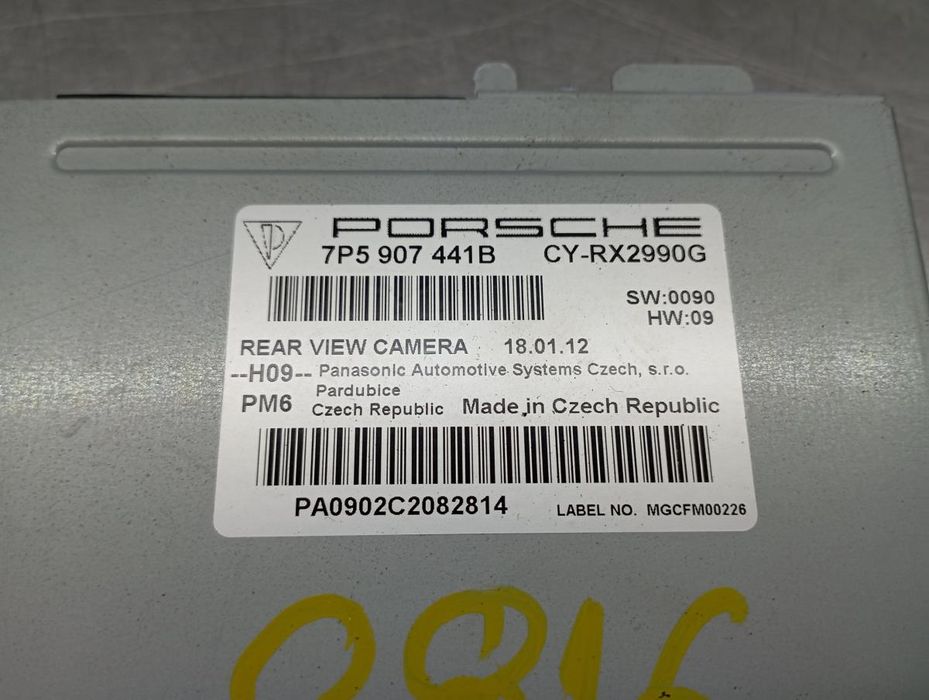 PORSCHE
7P5 907 441B CY-RX2990G
SW:0090
HW:09
REAR VIEW CAMERA 18.01.12
--H09-- Panasonic Automotive Systems Czech, s.r.o.
Pardubice
PM6 Czech Republic Made in Czech Republic
PA0902C2082814 LABEL NO. MGCFM00226